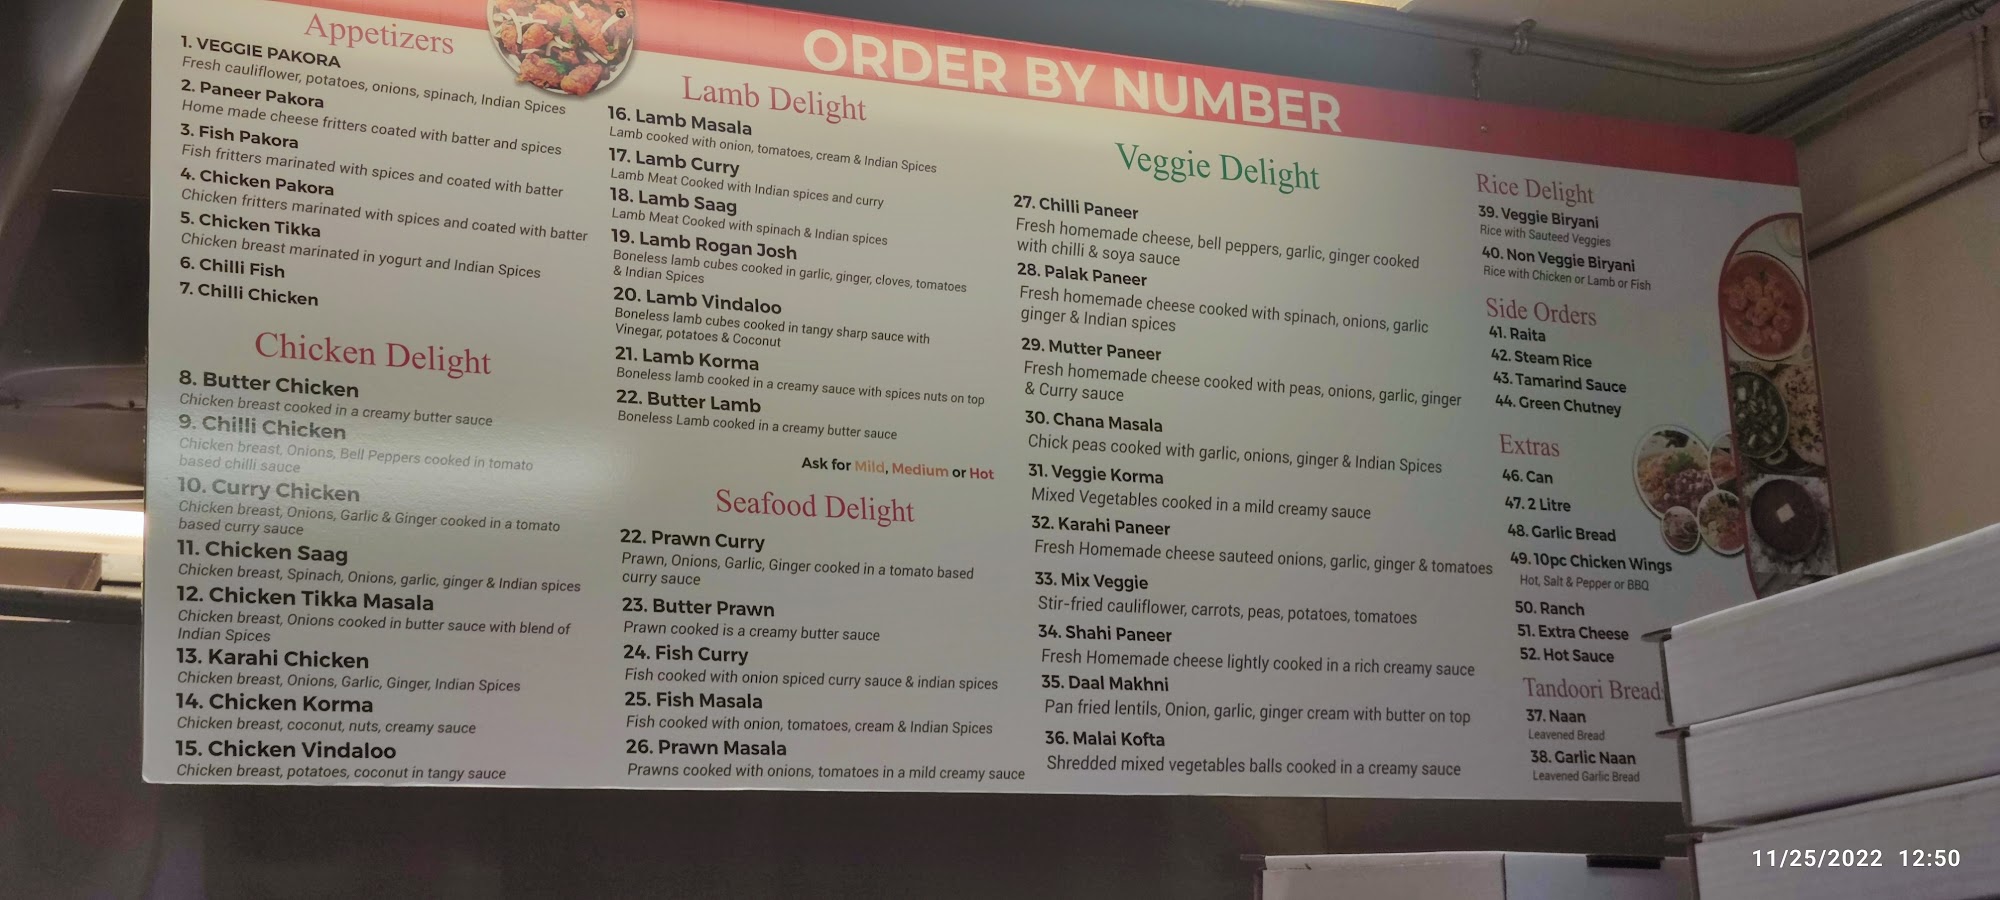 ORDER BY NUMBER
Appetizers
1. VEGGIE PAKORA
Fresh cauliflower, potatoes, onions, spinach, Indian Spices
2. Paneer Pakora
Home made cheese fritters coated with batter and spices
3. Fish Pakora
Fish fritters marinated with spices and coated with batter
4. Chicken Pakora
Chicken fritters marinated with spices and coated with batter
5. Chicken Tikka
Chicken breast marinated in yogurt and Indian Spices
6. Chilli Fish
7. Chilli Chicken
Chicken Delight
8. Butter Chicken
Chicken breast cooked in a creamy butter sauce
9. Chilli Chicken
Chicken breast, Onions, Bell Peppers cooked in tomato
based chilli sauce
10. Curry Chicken
Chicken breast, Onions, Garlic & Ginger cooked in a tomato
based curry sauce
11. Chicken Saag
Chicken breast, Spinach, Onions, garlic, ginger & Indian spices
12. Chicken Tikka Masala
Chicken breast, Onions cooked in butter sauce with blend of
Indian Spices
13. Karahi Chicken
Chicken breast, Onions, Garlic, Ginger, Indian Spices
14. Chicken Korma
Chicken breast, coconut, nuts, creamy sauce
15. Chicken Vindaloo
Chicken breast, potatoes, coconut in tangy sauce
Lamb Delight
16. Lamb Masala
Lamb cooked with onion, tomatoes, cream & Indian Spices
17. Lamb Curry
Lamb Meat Cooked with Indian spices and curry
18. Lamb Saag
Lamb Meat Cooked with spinach & Indian spices
19. Lamb Rogan Josh
Boneless lamb cubes cooked in garlic, ginger, cloves, tomatoes
& Indian Spices
20. Lamb Vindaloo
Boneless lamb cubes cooked in tangy sharp sauce with
Vinegar, potatoes & Coconut
21. Lamb Korma
Boneless lamb cooked in a creamy sauce with spices nuts on top
22. Butter Lamb
Boneless Lamb cooked in a creamy butter sauce
Ask for Mild, Medium or Hot
Seafood Delight
22. Prawn Curry
Prawn, Onions, Garlic, Ginger cooked in a tomato based
curry sauce
23. Butter Prawn
Prawn cooked is a creamy butter sauce
24. Fish Curry
Fish cooked with onion spiced curry sauce & indian spices
25. Fish Masala
Fish cooked with onion, tomatoes, cream & Indian Spices
26. Prawn Masala
Prawns cooked with onions, tomatoes in a mild creamy sauce
Veggie Delight
27. Chilli Paneer
Fresh homemade cheese, bell peppers, garlic, ginger cooked
with chilli & soya sauce
28. Palak Paneer
Fresh homemade cheese cooked with spinach, onions, garlic
ginger & Indian spices
29. Mutter Paneer
Fresh homemade cheese cooked with peas, onions, garlic, ginger
& Curry sauce
30. Chana Masala
Chick peas cooked with garlic, onions, ginger & Indian Spices
31. Veggie Korma
Mixed Vegetables cooked in a mild creamy sauce
32. Karahi Paneer
Fresh Homemade cheese sauteed onions, garlic, ginger & tomatoes
33. Mix Veggie
Stir-fried cauliflower, carrots, peas, potatoes, tomatoes
34. Shahi Paneer
Fresh Homemade cheese lightly cooked in a rich creamy sauce
35. Daal Makhni
Pan fried lentils, Onion, garlic, ginger cream with butter on top
36. Malai Kofta
Shredded mixed vegetables balls cooked in a creamy sauce
Rice Delight
39. Veggie Biryani
Rice with Sauteed Veggies
40. Non Veggie Biryani
Rice with Chicken or Lamb or Fish
Side Orders
41. Raita
42. Steam Rice
43. Tamarind Sauce
44. Green Chutney
Extras
46. Can
47. 2 Litre
48. Garlic Bread
49. 10pc Chicken Wings
Hot, Salt & Pepper or BBQ
50. Ranch
51. Extra Cheese
52. Hot Sauce
Tandoori Bread
37. Naan
Leavened Bread
38. Garlic Naan
Leavened Garlic Bread
11/25/2022 12:50